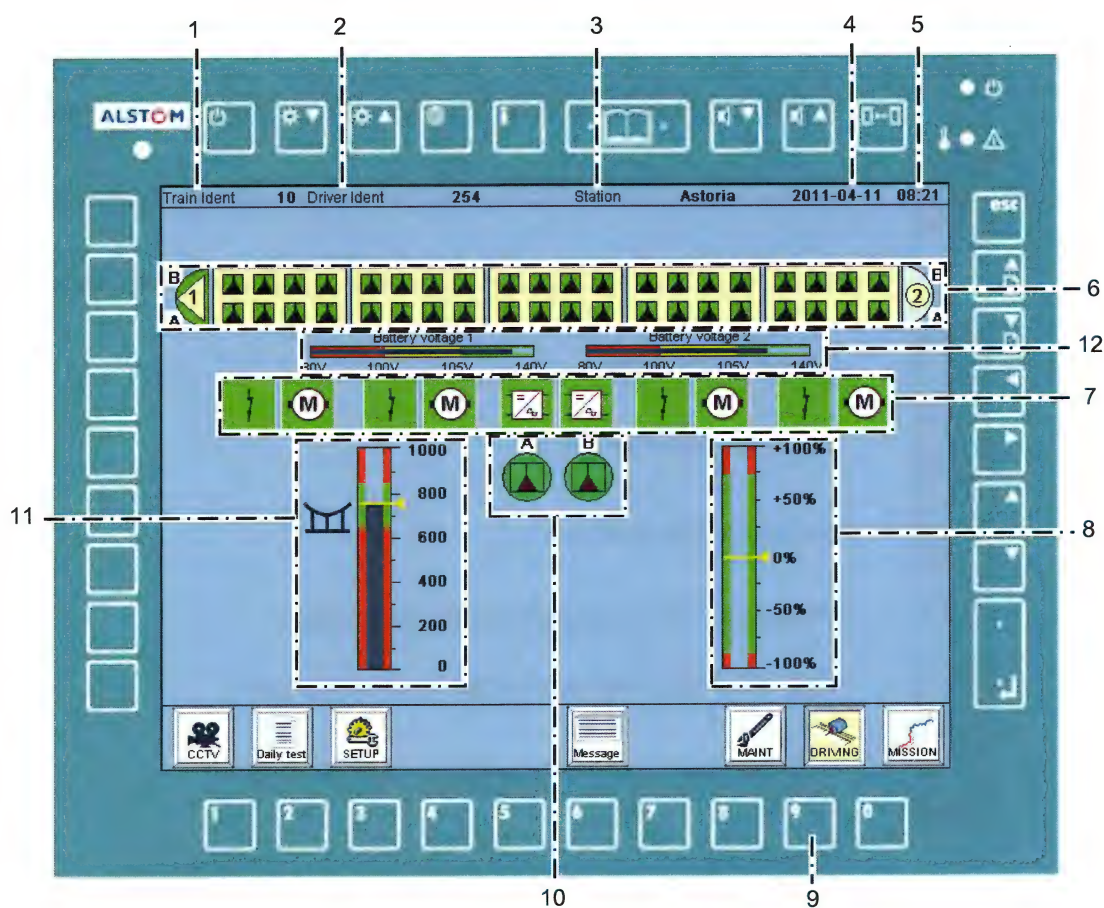 1 2 3 4 5
ALSTOM
Train Ident 10 Driver Ident 254 Station Astoria 2011-04-11 08:21
esc
B B
1 2
A A
6
Battery voltage 1 Battery voltage 2
12
80V 100V 105V 140V 80V 100V 105V 140V
M M M M
7
A B
1000 +100%
800 +50%
11 8
600 0%
400
-50%
200
0 -100%
CCTV Daily test SETUP Message MAINT DRIVING MISSION
1 2 3 4 5 6 7 8 9 0
10 9